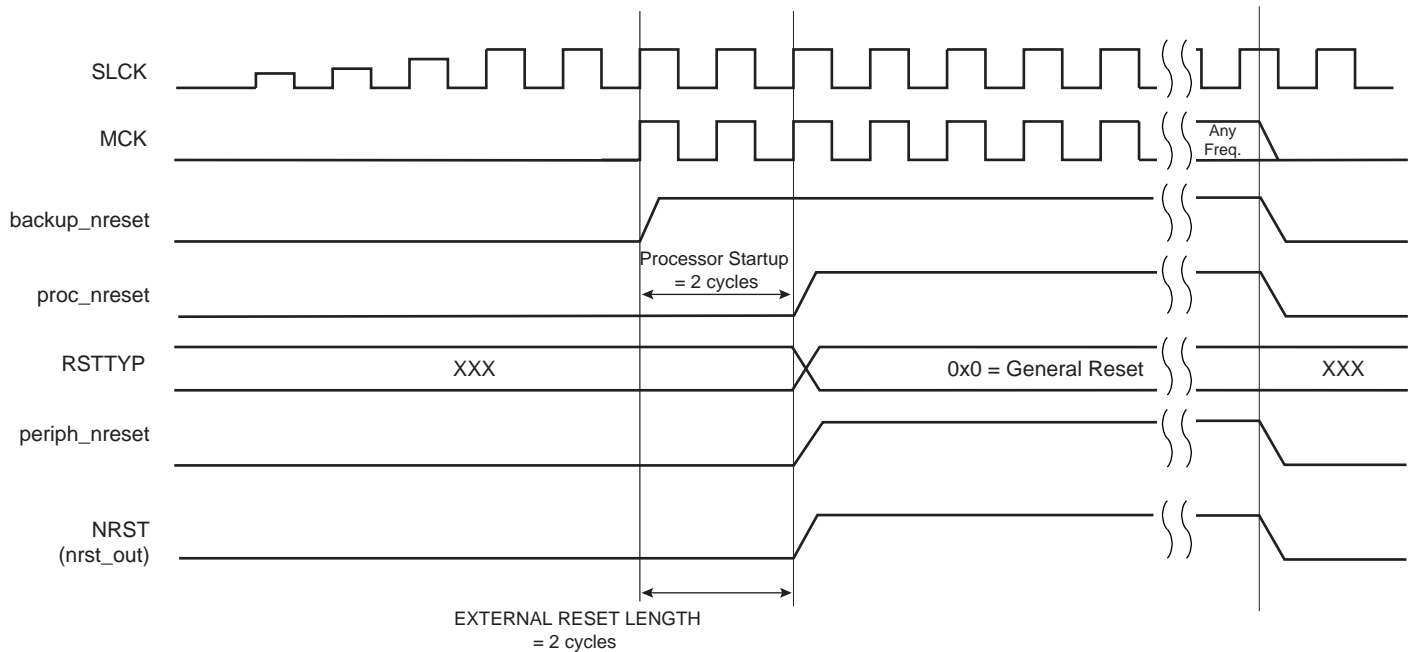 SLCK
MCK
Any
Freq.
backup_nreset
Processor Startup
= 2 cycles
proc_nreset
RSTTYP
XXX
0x0 = General Reset
XXX
periph_nreset
NRST
(nrst_out)
EXTERNAL RESET LENGTH
= 2 cycles